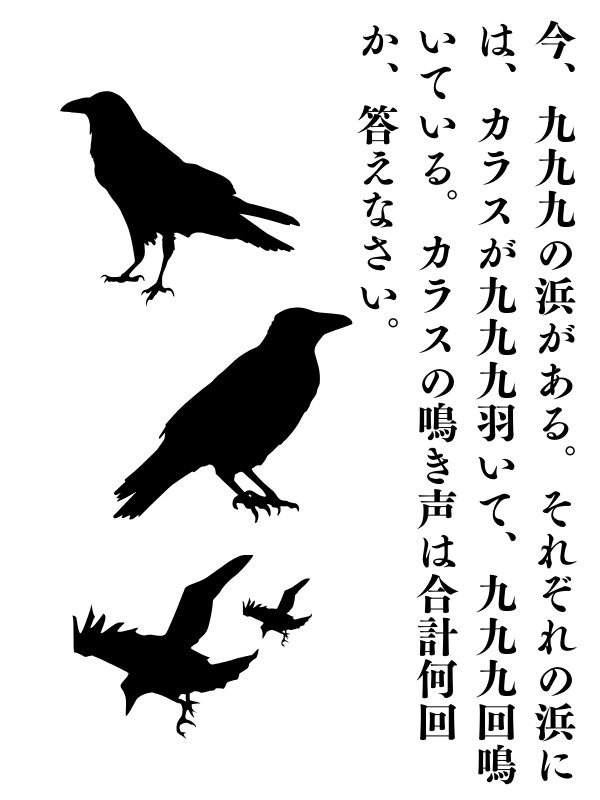 今、九九九の浜がある。それぞれの浜に
は、カラスが九九九羽いて、九九九回鳴
いている。カラスの鳴き声は合計何回
か、答えなさい。